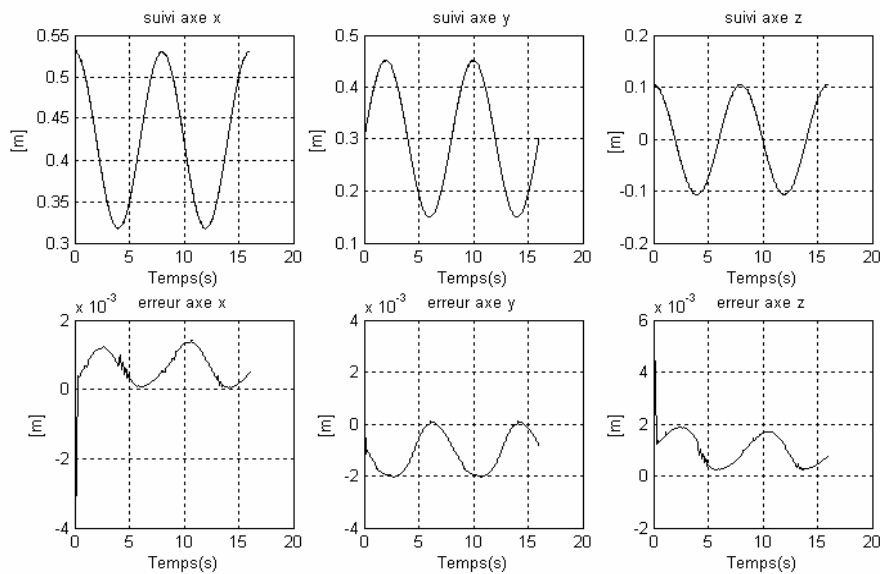 suivi axe x
0.55
0.5
0.45
0.4
0.35
0.3
[m]
0 5 10 15 20
Temps(s)
suivi axe y
0.5
0.4
0.3
0.2
0.1
[m]
0 5 10 15 20
Temps(s)
suivi axe z
0.2
0.1
0
-0.1
-0.2
[m]
0 5 10 15 20
Temps(s)
x 10^-3 erreur axe x
2
0
-2
-4
[m]
0 5 10 15 20
Temps(s)
x 10^-3 erreur axe y
4
2
0
-2
-4
[m]
0 5 10 15 20
Temps(s)
x 10^-3 erreur axe z
6
4
2
0
-2
[m]
0 5 10 15 20
Temps(s)